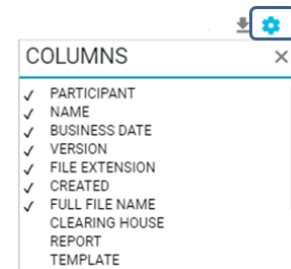 COLUMNS ×
✓ PARTICIPANT
✓ NAME
✓ BUSINESS DATE
✓ VERSION
✓ FILE EXTENSION
✓ CREATED
✓ FULL FILE NAME
CLEARING HOUSE
REPORT
TEMPLATE